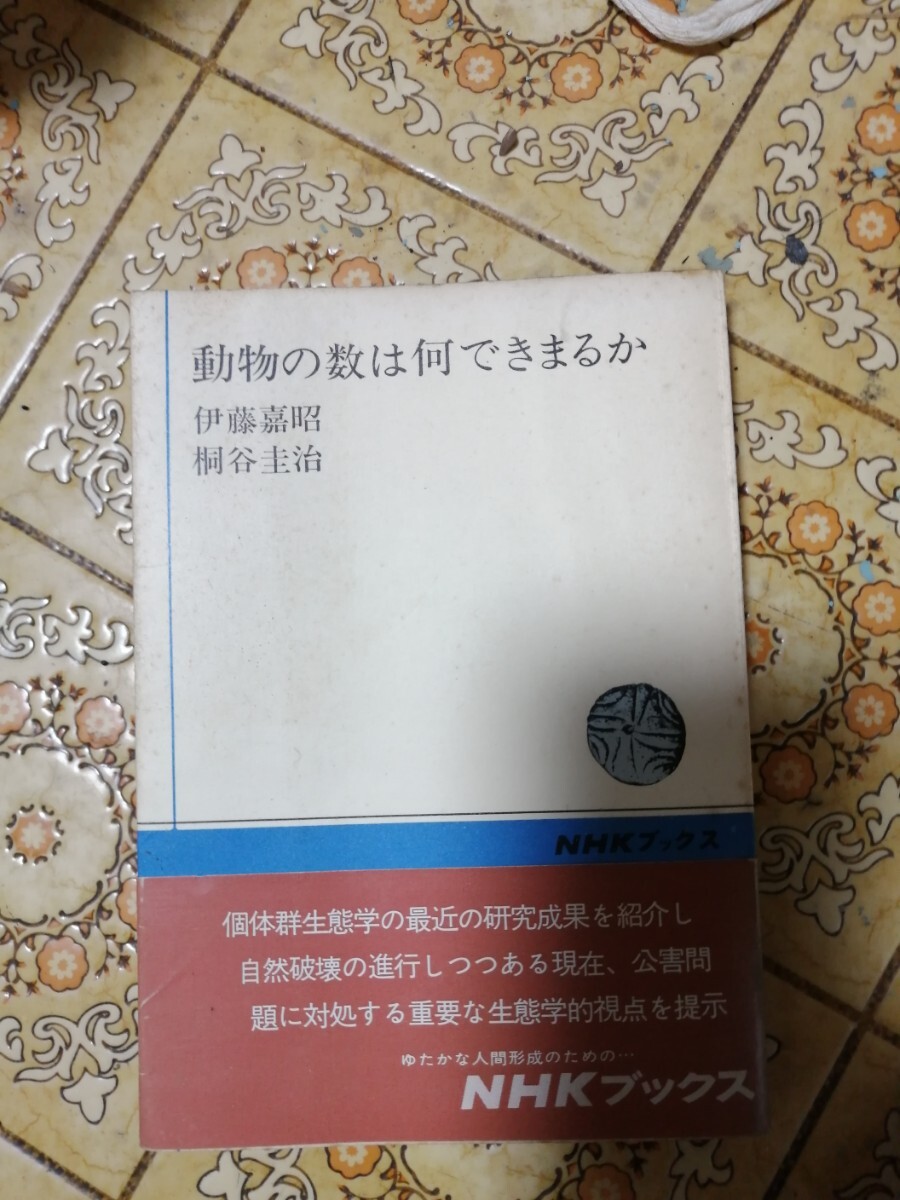 動物の数は何できまるか
伊藤嘉昭
桐谷圭治
NHKブックス
個体群生態学の最近の研究成果を紹介し
自然破壊の進行しつつある現在、公害問
題に対処する重要な生態学的視点を提示
ゆたかな人間形成のための…
NHKブックス